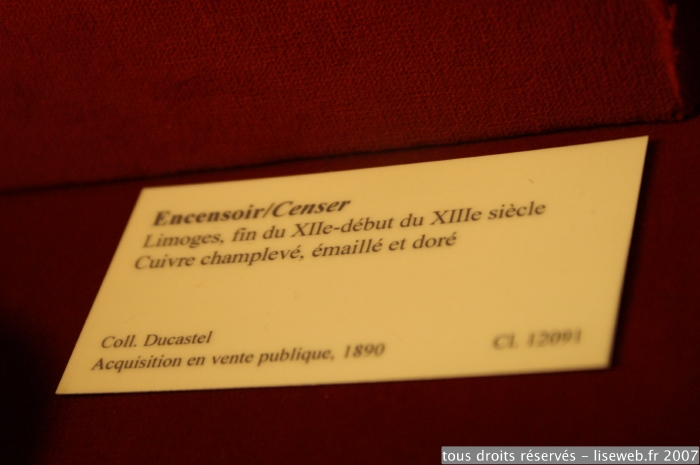 Encensoir/Censer
Limoges, fin du XIIe-début du XIIIe siècle
Cuivre champlevé, émaillé et doré
Coll. Ducastel
Acquisition en vente publique, 1890
Cl. 12091
tous droits réservés - liseweb.fr 2007